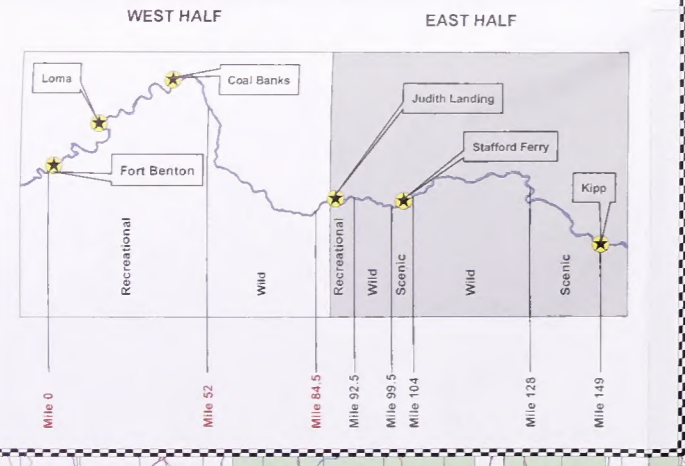 WEST HALF
EAST HALF
Loma
Coal Banks
Fort Benton
Judith Landing
Stafford Ferry
Kipp
Recreational
Wild
Recreational
Wild
Scenic
Wild
Scenic
Mile 0
Mile 52
Mile 84.5
Mile 92.5
Mile 99.5
Mile 104
Mile 128
Mile 149